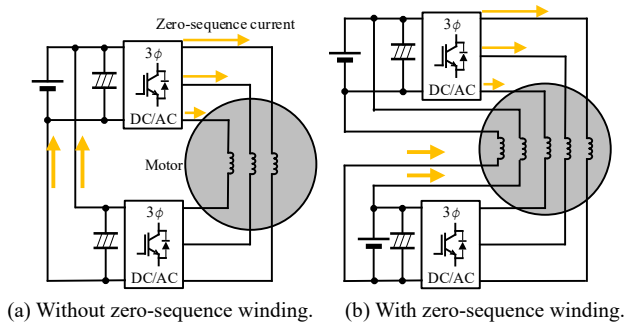 Zero-sequence current
3ϕ
DC/AC
Motor
3ϕ
DC/AC
3ϕ
DC/AC
3ϕ
DC/AC
(a) Without zero-sequence winding.
(b) With zero-sequence winding.